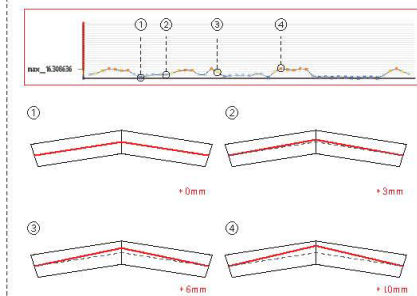 ① ② ③ ④
max_16.308636
①
②
+0mm
+3mm
③
④
+6mm
+10mm